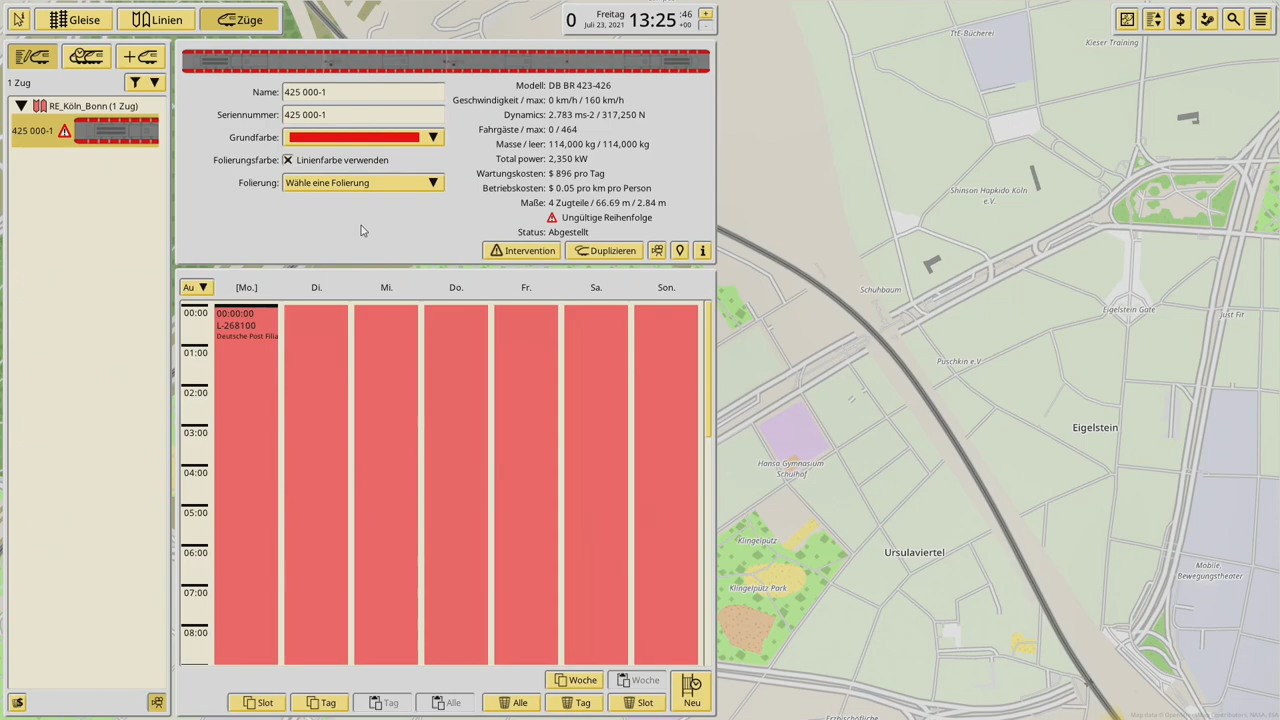 Gleise
Linien
Züge
0
Freitag
Juli 23, 2021
13:25
:46
+00
+
-
$
1 Zug
RE_Köln_Bonn (1 Zug)
425 000-1
Name:
425 000-1
Seriennummer:
425 000-1
Grundfarbe:
Folierungsfarbe:
Linienfarbe verwenden
Folierung:
Wähle eine Folierung
Modell: DB BR 423-426
Geschwindigkeit / max: 0 km/h / 160 km/h
Dynamics: 2.783 ms-2 / 317,250 N
Fahrgäste / max: 0 / 464
Masse / leer: 114,000 kg / 114,000 kg
Total power: 2,350 kW
Wartungskosten: $ 896 pro Tag
Betriebskosten: $ 0.05 pro km pro Person
Maße: 4 Zugteile / 66.69 m / 2.84 m
Ungültige Reihenfolge
Status: Abgestellt
Intervention
Duplizieren
i
Au
[Mo.]
Di.
Mi.
Do.
Fr.
Sa.
Son.
00:00
01:00
02:00
03:00
04:00
05:00
06:00
07:00
08:00
00:00:00
L-268100
Deutsche Post Filia
Woche
Woche
Slot
Tag
Tag
Alle
Alle
Tag
Slot
Neu
$
TtE-Bücherei
Kieser Training
Shinson Hapkido Köln
e.V.
Schuhbaum
Eigelstein Gate
Just Fit
Puschkin e.V
Eigelstein
Hansa Gymnasium
Schulhof
Klingelpütz
Ursulaviertel
Klingelpütz Park
Mobile
Bewegungstheater
Erzbischöfliche